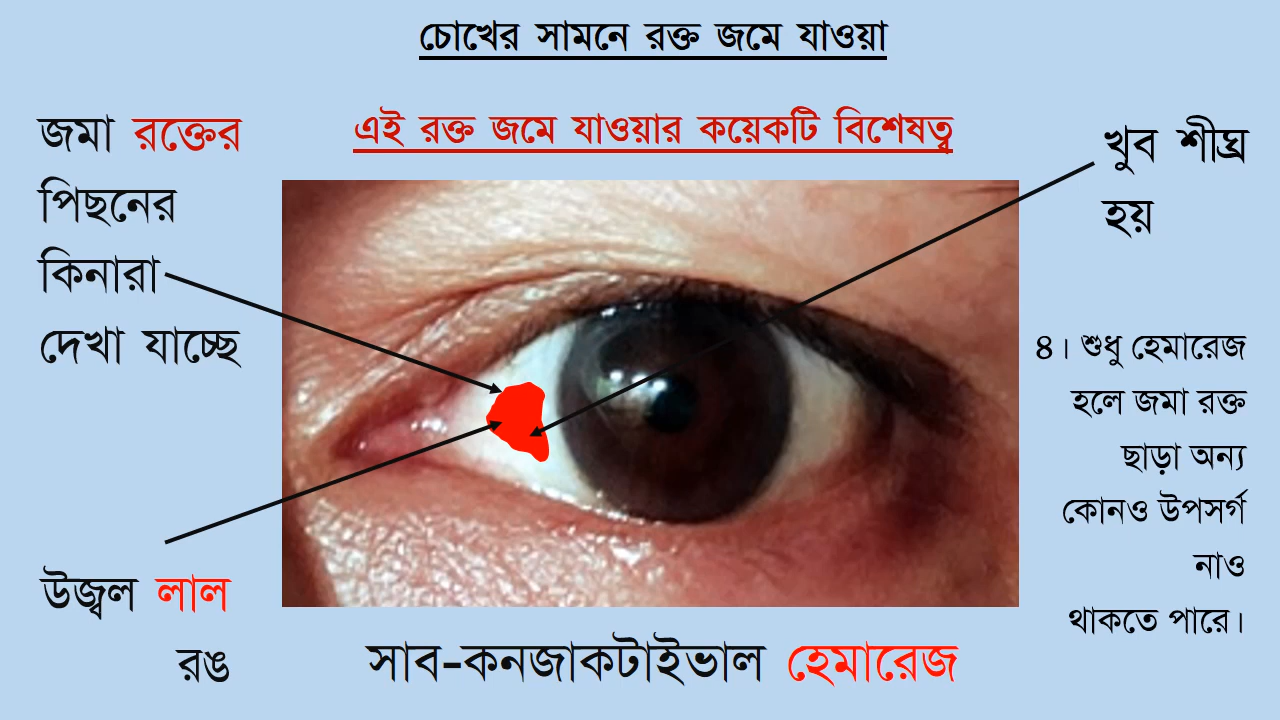 চোখের সামনে রক্ত জমে যাওয়া
এই রক্ত জমে যাওয়ার কয়েকটি বিশেষত্ব
জমা রক্তের
পিছনের
কিনারা
দেখা যাচ্ছে
খুব শীঘ্র
হয়
৪। শুধু হেমারেজ
হলে জমা রক্ত
ছাড়া অন্য
কোনও উপসর্গ
নাও
থাকতে পারে।
উজ্বল লাল
রঙ
সাব-কনজাকটাইভাল হেমারেজ